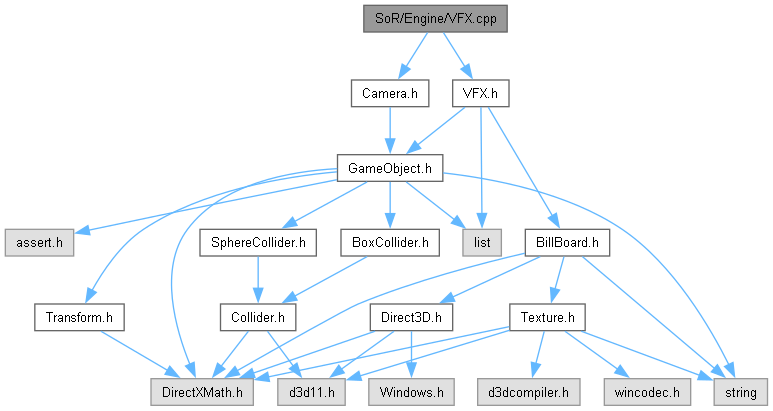 SoR/Engine/VFX.cpp
Camera.h
VFX.h
GameObject.h
assert.h
SphereCollider.h
BoxCollider.h
list
BillBoard.h
Transform.h
Collider.h
Direct3D.h
Texture.h
DirectXMath.h
d3d11.h
Windows.h
d3dcompiler.h
wincodec.h
string